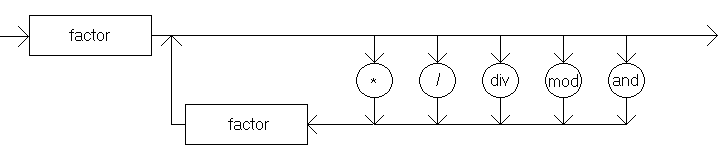 factor
* / div mod and
factor